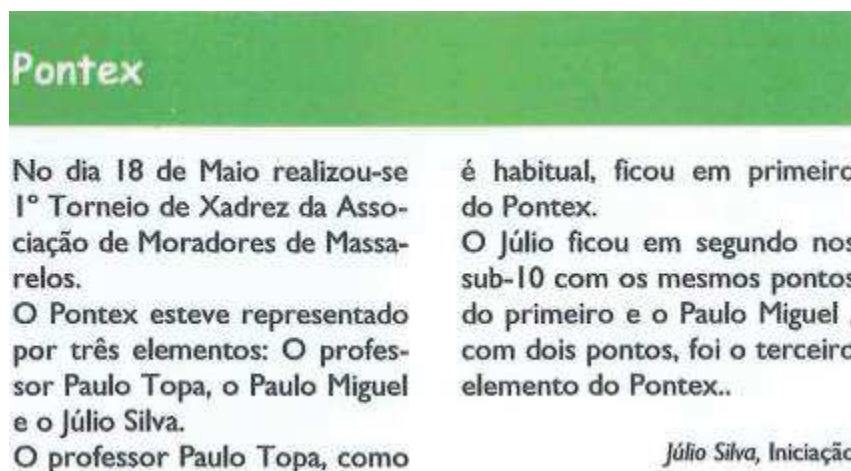 Pontex
No dia 18 de Maio realizou-se
1º Torneio de Xadrez da Asso-
ciação de Moradores de Massa-
relos.
O Pontex esteve representado
por três elementos: O profes-
sor Paulo Topa, o Paulo Miguel
e o Júlio Silva.
O professor Paulo Topa, como
é habitual, ficou em primeiro
do Pontex.
O Júlio ficou em segundo nos
sub-10 com os mesmos pontos
do primeiro e o Paulo Miguel ,
com dois pontos, foi o terceiro
elemento do Pontex..
Júlio Silva, Iniciação